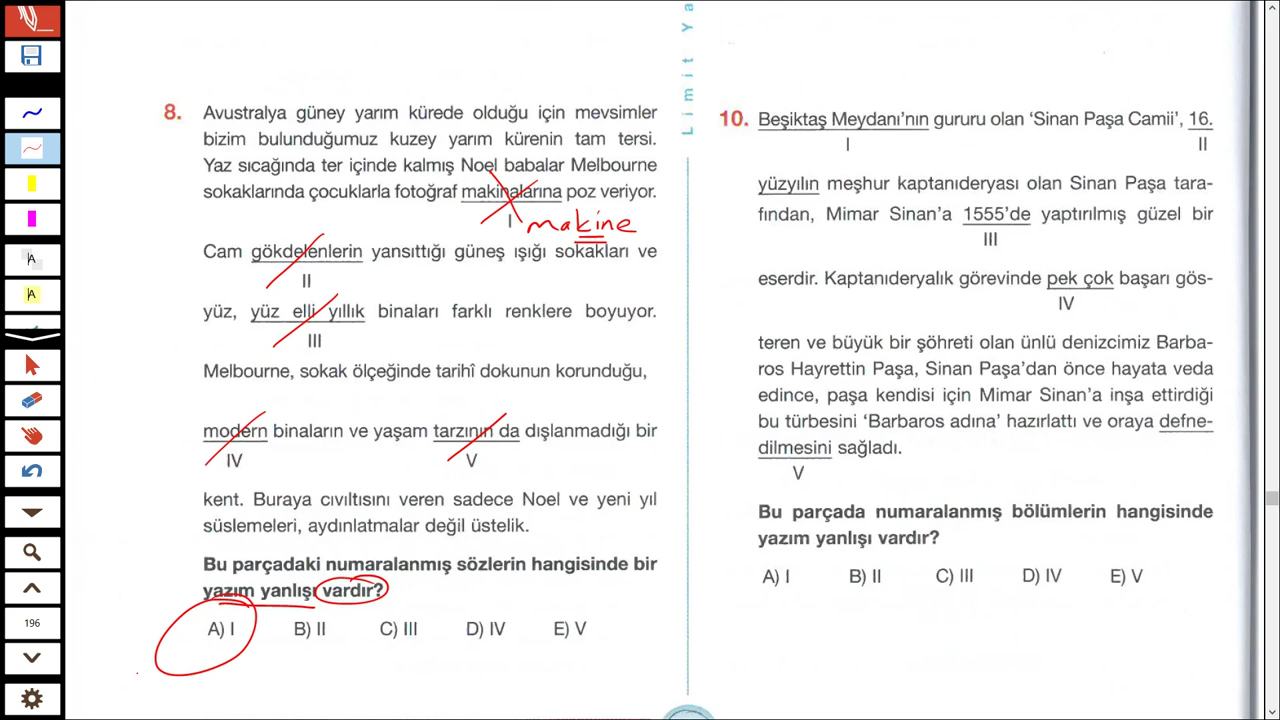 Limit Ya
8. Avustralya güney yarım kürede olduğu için mevsimler
bizim bulunduğumuz kuzey yarım kürenin tam tersi.
Yaz sıcağında ter içinde kalmış Noel babalar Melbourne
sokaklarında çocuklarla fotoğraf makinalarına poz veriyor.
I
makine
Cam gökdelenlerin yansıttığı güneş ışığı sokakları ve
II
yüz, yüz elli yıllık binaları farklı renklere boyuyor.
III
Melbourne, sokak ölçeğinde tarihî dokunun korunduğu,
modern binaların ve yaşam tarzının da dışlanmadığı bir
IV V
kent. Buraya cıvıltısını veren sadece Noel ve yeni yıl
süslemeleri, aydınlatmalar değil üstelik.
Bu parçadaki numaralanmış sözlerin hangisinde bir
yazım yanlışı vardır?
A) I B) II C) III D) IV E) V
10. Beşiktaş Meydanı’nın gururu olan ‘Sinan Paşa Camii’, 16.
I II
yüzyılın meşhur kaptanıderyası olan Sinan Paşa tara-
fından, Mimar Sinan’a 1555’de yaptırılmış güzel bir
III
eserdir. Kaptanıderyalık görevinde pek çok başarı gös-
IV
teren ve büyük bir şöhreti olan ünlü denizcimiz Barba-
ros Hayrettin Paşa, Sinan Paşa’dan önce hayata veda
edince, paşa kendisi için Mimar Sinan’a inşa ettirdiği
bu türbesini ‘Barbaros adına’ hazırlattı ve oraya defne-
dilmesini sağladı.
V
Bu parçada numaralanmış bölümlerin hangisinde
yazım yanlışı vardır?
A) I B) II C) III D) IV E) V
A
A
196